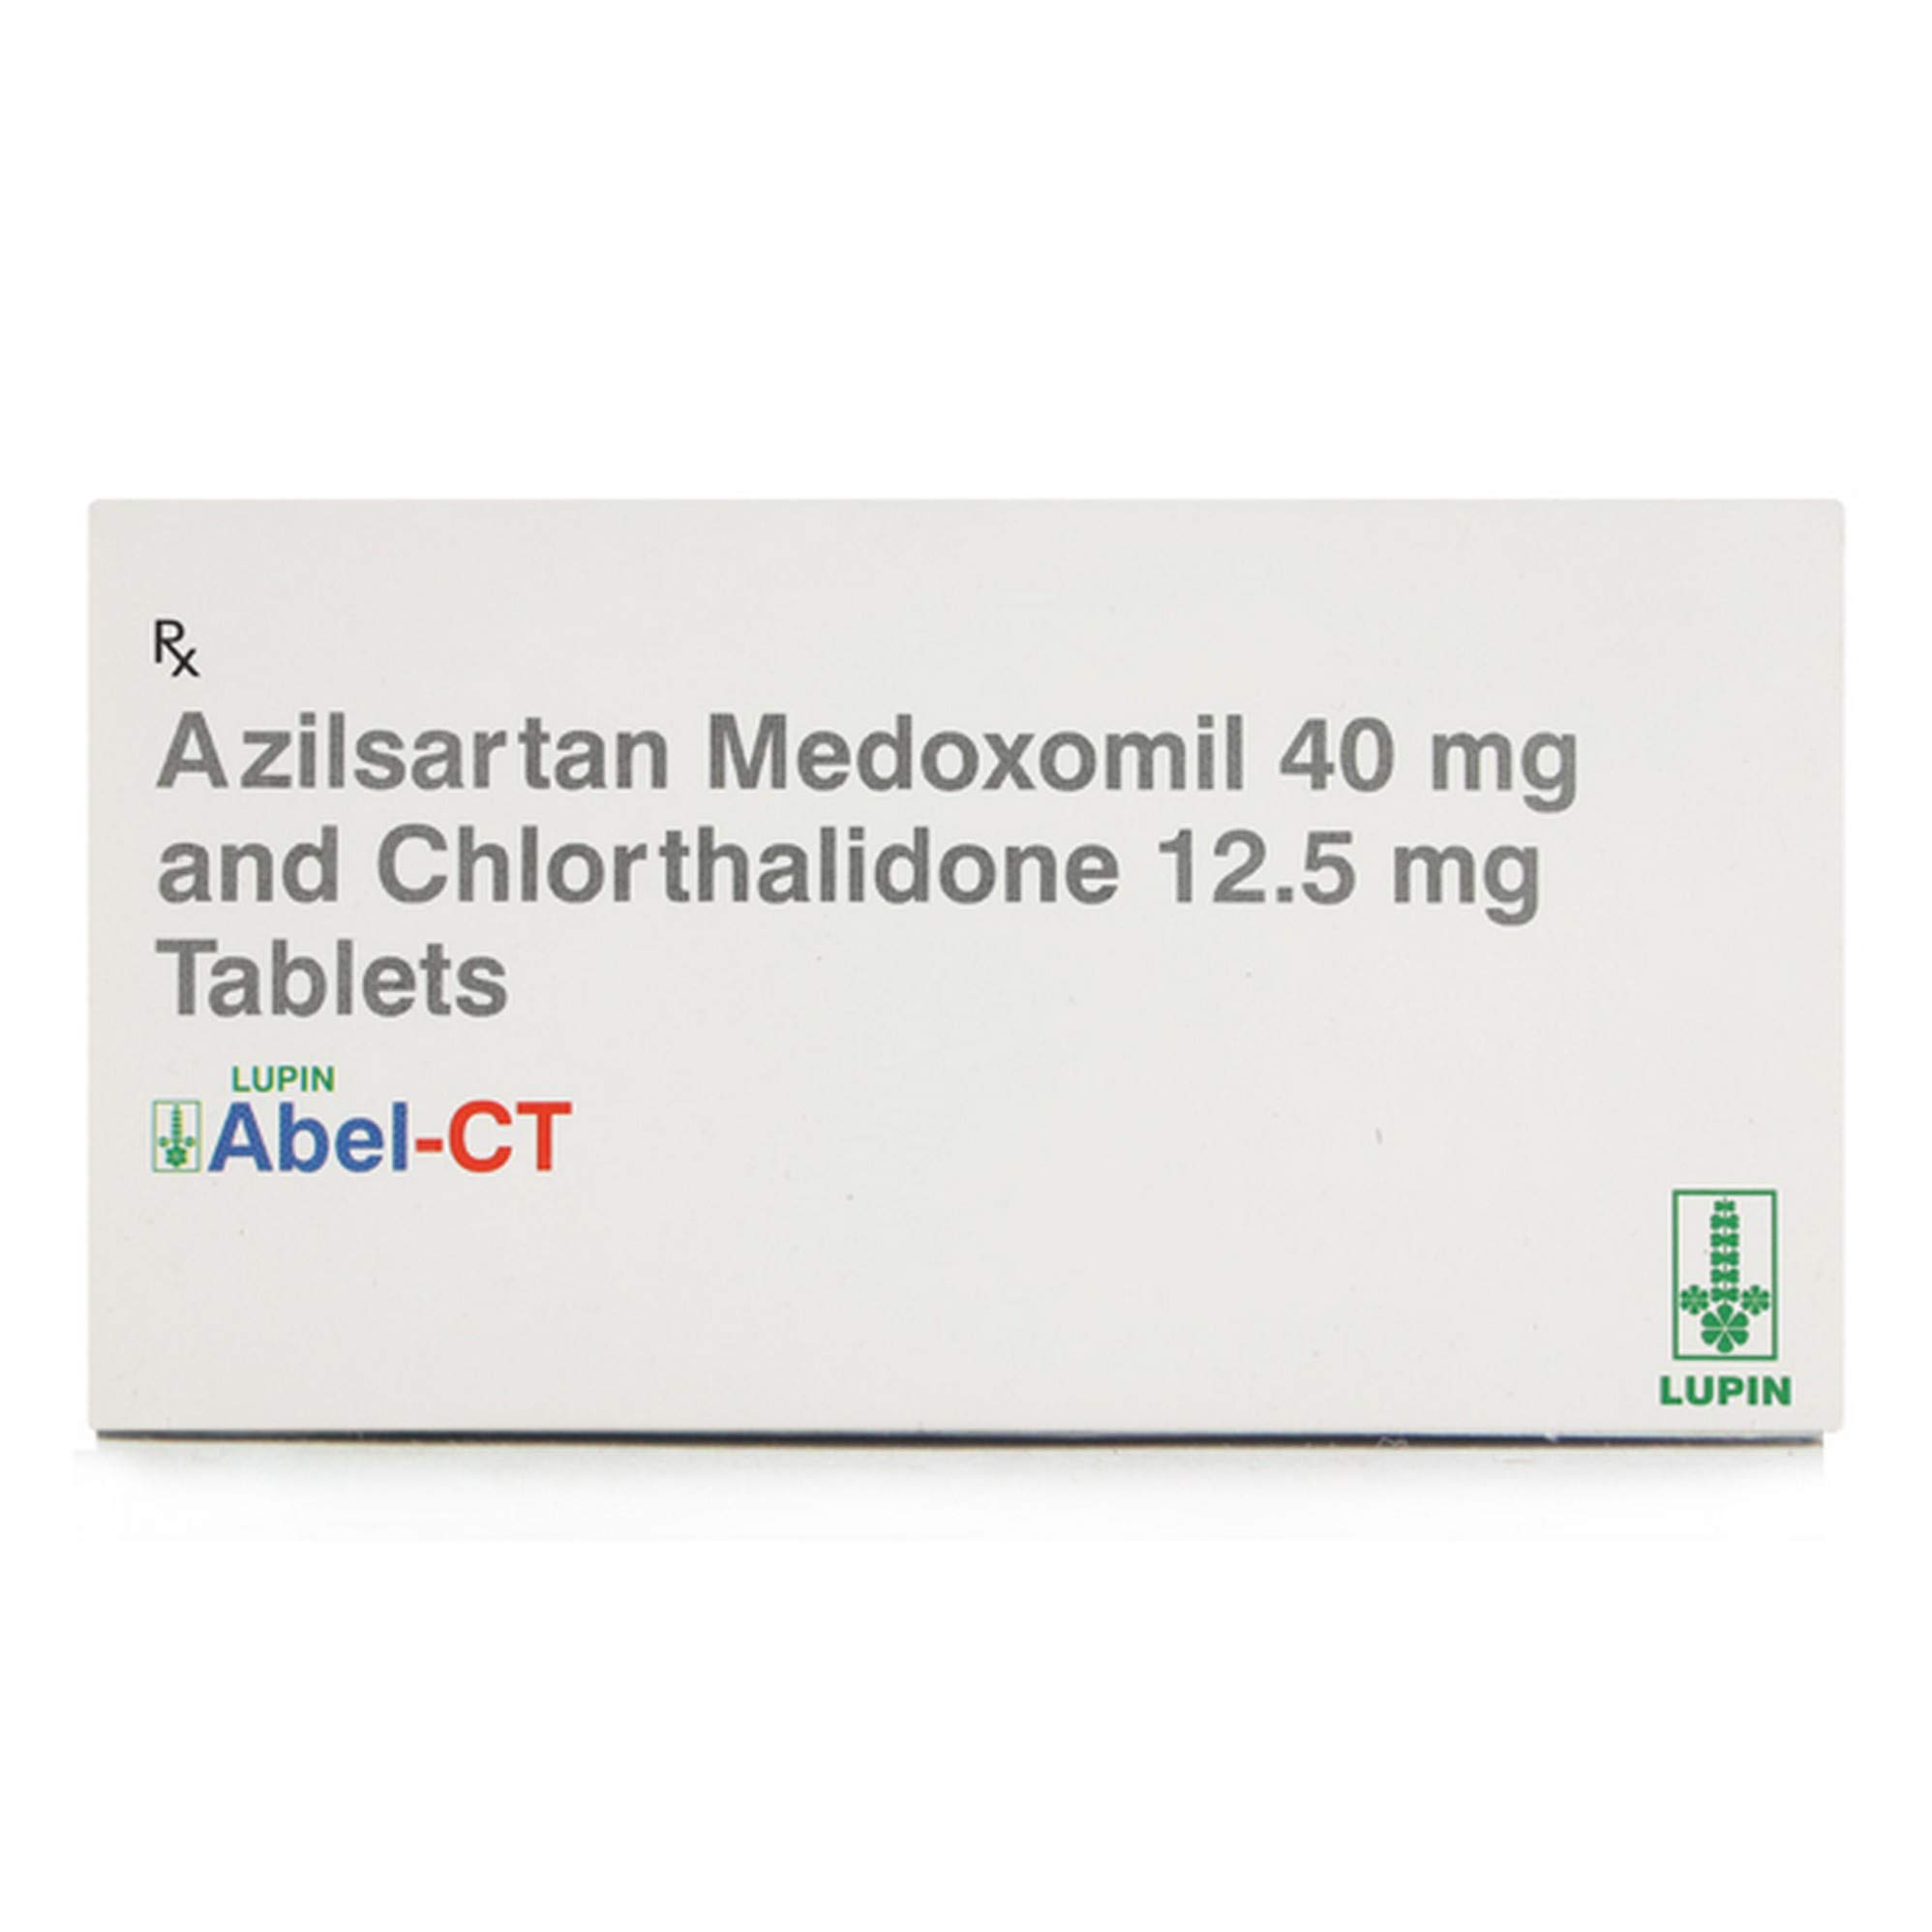 Rx
Azilsartan Medoxomil 40 mg
and Chlorthalidone 12.5 mg
Tablets
LUPIN
Abel-CT
LUPIN